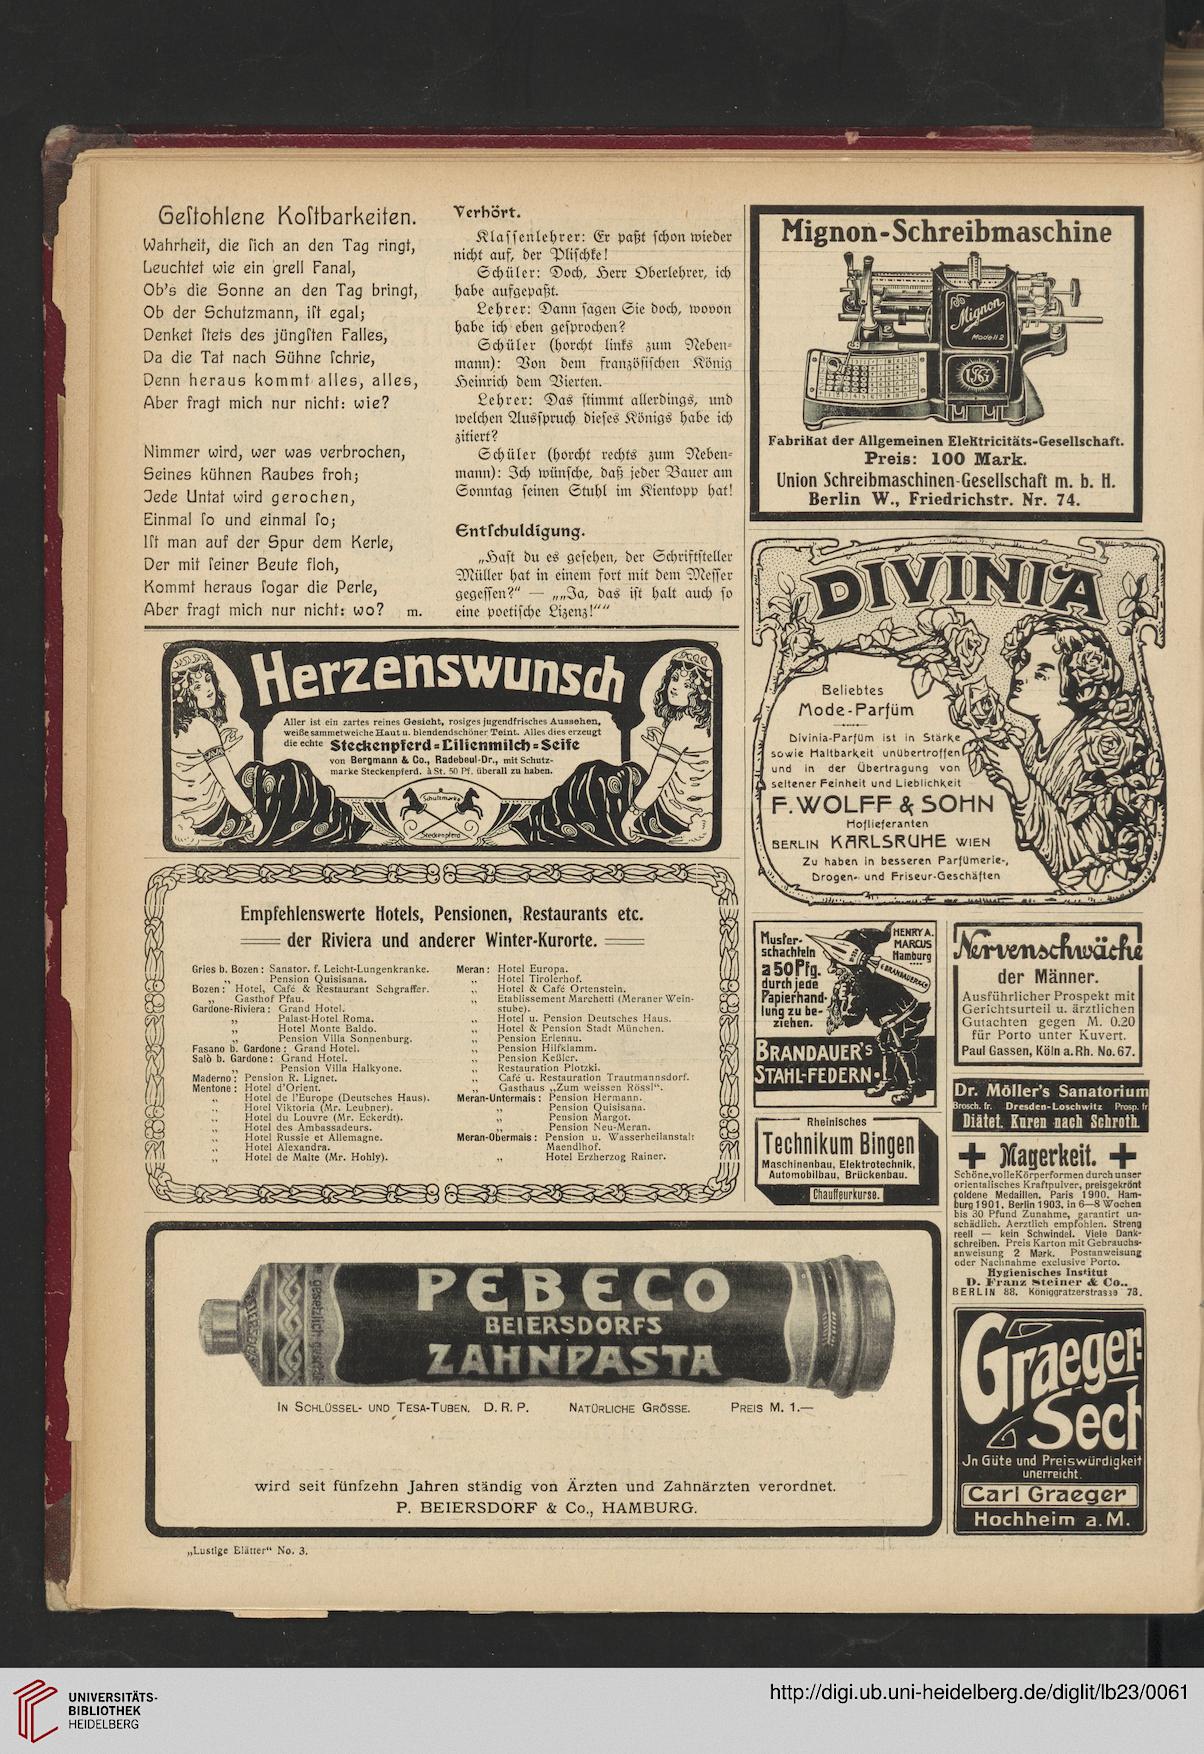 Geſtohlene Koſtbarkeiten.
Wahrheit, die ſich an den Tag ringt,
Leuchtet wie ein grell Fanal,
Ob's die Sonne an den Tag bringt,
Ob der Schutzmann, iſt egal;
Denket ſtets des jüngſten Falles,
Da die Tat nach Sühne ſchrie,
Denn heraus kommt alles, alles,
Aber fragt mich nur nicht: wie?
Nimmer wird, wer was verbrochen,
Seines kühnen Raubes froh;
Jede Untat wird gerochen,
Einmal ſo und einmal ſo;
Iſt man auf der Spur dem Kerle,
Der mit ſeiner Beute floh,
Kommt heraus ſogar die Perle,
Aber fragt mich nur nicht: wo? m.
Verhört.
Klaſſenlehrer: Er paßt ſchon wieder
nicht auf, der Pliſchke!
Schüler: Doch, Herr Oberlehrer, ich
habe aufgepaßt.
Lehrer: Dann ſagen Sie doch, wovon
habe ich eben geſprochen?
Schüler (horcht links zum Neben-
mann): Von dem franzöſiſchen König
Heinrich dem Vierten.
Lehrer: Das ſtimmt allerdings, und
welchen Ausſpruch dieſes Königs habe ich
zitiert?
Schüler (horcht rechts zum Neben-
mann): Ich wünſche, daß jeder Bauer am
Sonntag ſeinen Stuhl im Kientopp hat!
Entſchuldigung.
„Haſt du es geſehen, der Schriftſteller
Müller hat in einem fort mit dem Meſſer
gegeſſen?“ — „„Ja, das iſt halt auch ſo
eine poetiſche Lizenz!““
Mignon-Schreibmaschine
Mignon
Modell 2
Fabrikat der Allgemeinen Elektricitäts-Gesellschaft.
Preis: 100 Mark.
Union Schreibmaschinen-Gesellschaft m. b. H.
Berlin W., Friedrichstr. Nr. 74.
DIVINIA
Beliebtes
Mode-Parfüm
Divinia-Parfüm ist in Stärke
sowie Haltbarkeit unübertroffen
und in der Übertragung von
seltener Feinheit und Lieblichkeit
F. WOLFF & SOHN
Hoflieferanten
BERLIN KARLSRUHE WIEN
Zu haben in besseren Parfümerie-,
Drogen- und Friseur-Geschäften
Herzenswunsch
Aller ist ein zartes reines Gesicht, rosiges jugendfrisches Aussehen,
weiße sammetweiche Haut u. blendendschöner Teint. Alles dies erzeugt
die echte Steckenpferd=Lilienmilch=Seife
von Bergmann & Co., Radebeul-Dr., mit Schutz-
marke Steckenpferd. à St. 50 Pf. überall zu haben.
Schutzmarke
Steckenpferd
Empfehlenswerte Hotels, Pensionen, Restaurants etc.
der Riviera und anderer Winter-Kurorte.
Gries b. Bozen: Sanator. f. Leicht-Lungenkranke.
„ Pension Quisisana.
Bozen: Hotel, Café & Restaurant Schgraffer.
„ Gasthof Pfau.
Gardone-Riviera: Grand Hotel.
„ Palast-Hotel Roma.
„ Hotel Monte Baldo.
„ Pension Villa Sonnenburg.
Fasano b. Gardone: Grand Hotel.
Salò b. Gardone: Grand Hotel.
„ Pension Villa Halkyone.
Maderno: Pension R. Lignet.
Mentone: Hotel d'Orient.
„ Hotel de l'Europe (Deutsches Haus).
„ Hotel Viktoria (Mr. Leubner).
„ Hotel du Louvre (Mr. Eckerdt).
„ Hotel des Ambassadeurs.
„ Hotel Russie et Allemagne.
„ Hotel Alexandra.
„ Hotel de Malte (Mr. Hohly).
Meran: Hotel Europa.
„ Hotel Tirolerhof.
„ Hotel & Café Ortenstein.
„ Etablissement Marchetti (Meraner Wein-
stube).
„ Hotel u. Pension Deutsches Haus.
„ Hotel & Pension Stadt München.
„ Pension Erlenau.
„ Pension Hilfklamm.
„ Pension Keßler.
„ Restauration Plotzki.
„ Café u. Restauration Trautmannsdorf.
„ Gasthaus „Zum weissen Rössl“.
Meran-Untermais: Pension Hermann.
„ Pension Quisisana.
„ Pension Margot.
„ Pension Neu-Meran.
Meran-Obermais: Pension u. Wasserheilanstalt
Maendlhof.
„ Hotel Erzherzog Rainer.
Muster-
schachteln
a 50 Pfg.
durch jede
Papierhand-
lung zu be-
ziehen.
HENRY A.
MARCUS
Hamburg
BRANDAUER & Co
BRANDAUER'S
STAHL-FEDERN
Rheinisches
Technikum Bingen
Maschinenbau, Elektrotechnik,
Automobilbau, Brückenbau.
Chauffeurkurse.
Nervenschwäche
der Männer.
Ausführlicher Prospekt mit
Gerichtsurteil u. ärztlichen
Gutachten gegen M. 0.20
für Porto unter Kuvert.
Paul Gassen, Köln a. Rh. No. 67.
Dr. Möller's Sanatorium
Brosch. fr. Dresden-Loschwitz Prosp. fr
Diätet. Kuren nach Schroth.
Magerkeit.
Schöne, volle Körperformen durch unser
orientalisches Kraftpulver, preisgekrönt
goldene Medaillen, Paris 1900, Ham-
burg 1901, Berlin 1903, in 6—8 Wochen
bis 30 Pfund Zunahme, garantirt un-
schädlich. Aerztlich empfohlen. Streng
reell — kein Schwindel. Viele Dank-
schreiben. Preis Karton mit Gebrauchs-
anweisung 2 Mark. Postanweisung
oder Nachnahme exclusive Porto.
Hygienisches Institut
D. Franz Steiner & Co.,
BERLIN 88. Königgratzerstrasse 78.
PEBECO
BEIERSDORFS
ZAHNPASTA
IN SCHLÜSSEL- UND TESA-TUBEN. D. R. P. NATÜRLICHE GRÖSSE. PREIS M. 1.—
wird seit fünfzehn Jahren ständig von Ärzten und Zahnärzten verordnet.
P. BEIERSDORF & Co., HAMBURG.
Graeger-
Sect
Jn Güte und Preiswürdigkeit
unerreicht.
Carl Graeger
Hochheim a. M.
„Lustige Blätter“ No. 3.
UNIVERSITÄTS-
BIBLIOTHEK
HEIDELBERG
http://digi.ub.uni-heidelberg.de/diglit/lb23/0061